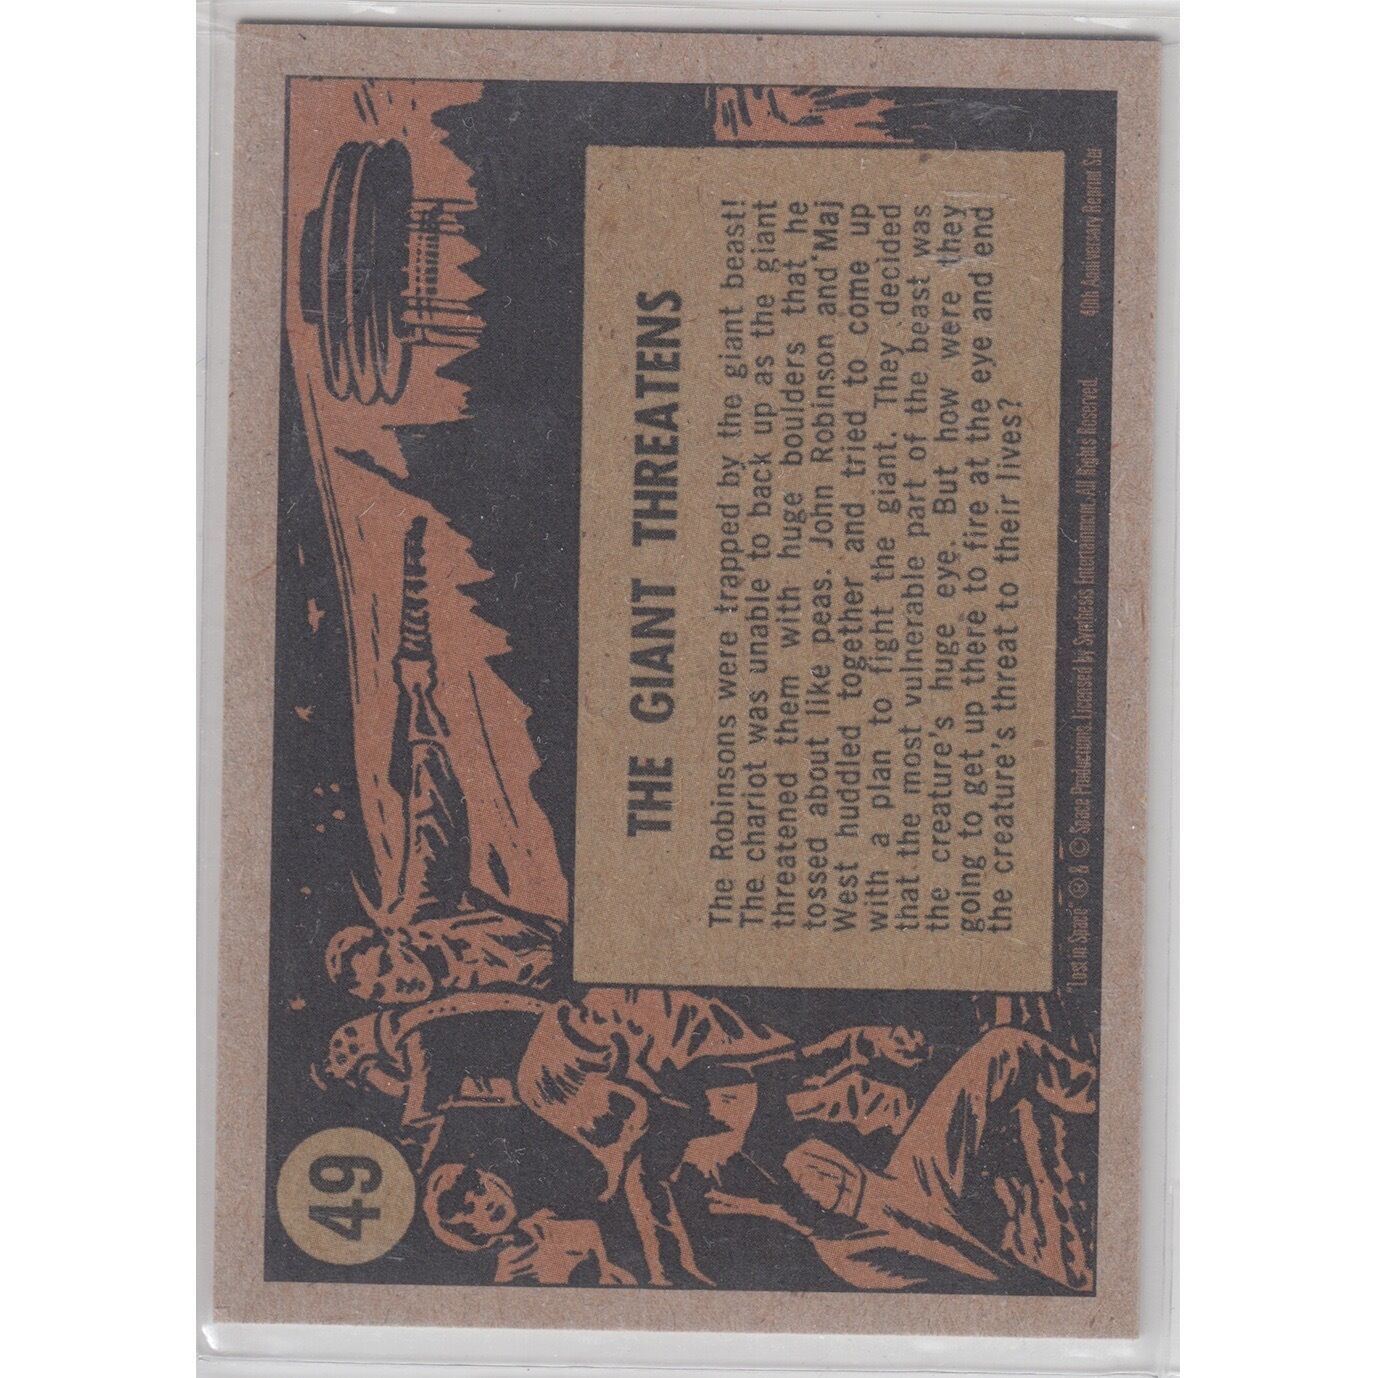 49
THE GIANT THREATENS
The Robinsons were trapped by the giant beast!
The chariot was unable to back up as the giant
threatened them with huge boulders that he
tossed about like peas. John Robinson and Maj
West huddled together and tried to come up
with a plan to fight the giant. They decided
that the most vulnerable part of the beast was
the creature's huge eye. But how were they
going to get up there to fire at the eye and end
the creature's threat to their lives?
"Lost in Space" ® & © Space Productions. Licensed by Synthesis Entertainment. All Rights Reserved. 40th Anniversary Reprint Set